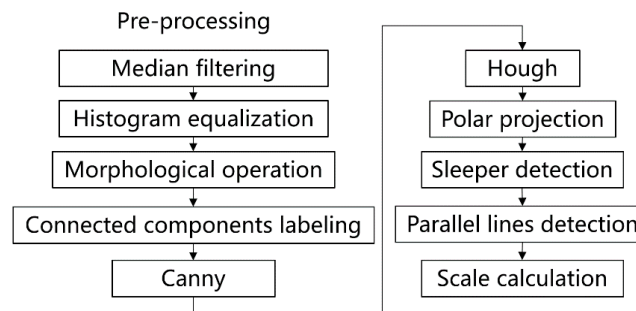 Pre-processing
Median filtering
Histogram equalization
Morphological operation
Connected components labeling
Canny
Hough
Polar projection
Sleeper detection
Parallel lines detection
Scale calculation